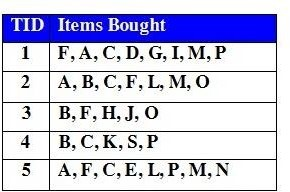 TID Items Bought
1 F, A, C, D, G, I, M, P
2 A, B, C, F, L, M, O
3 B, F, H, J, O
4 B, C, K, S, P
5 A, F, C, E, L, P, M, N